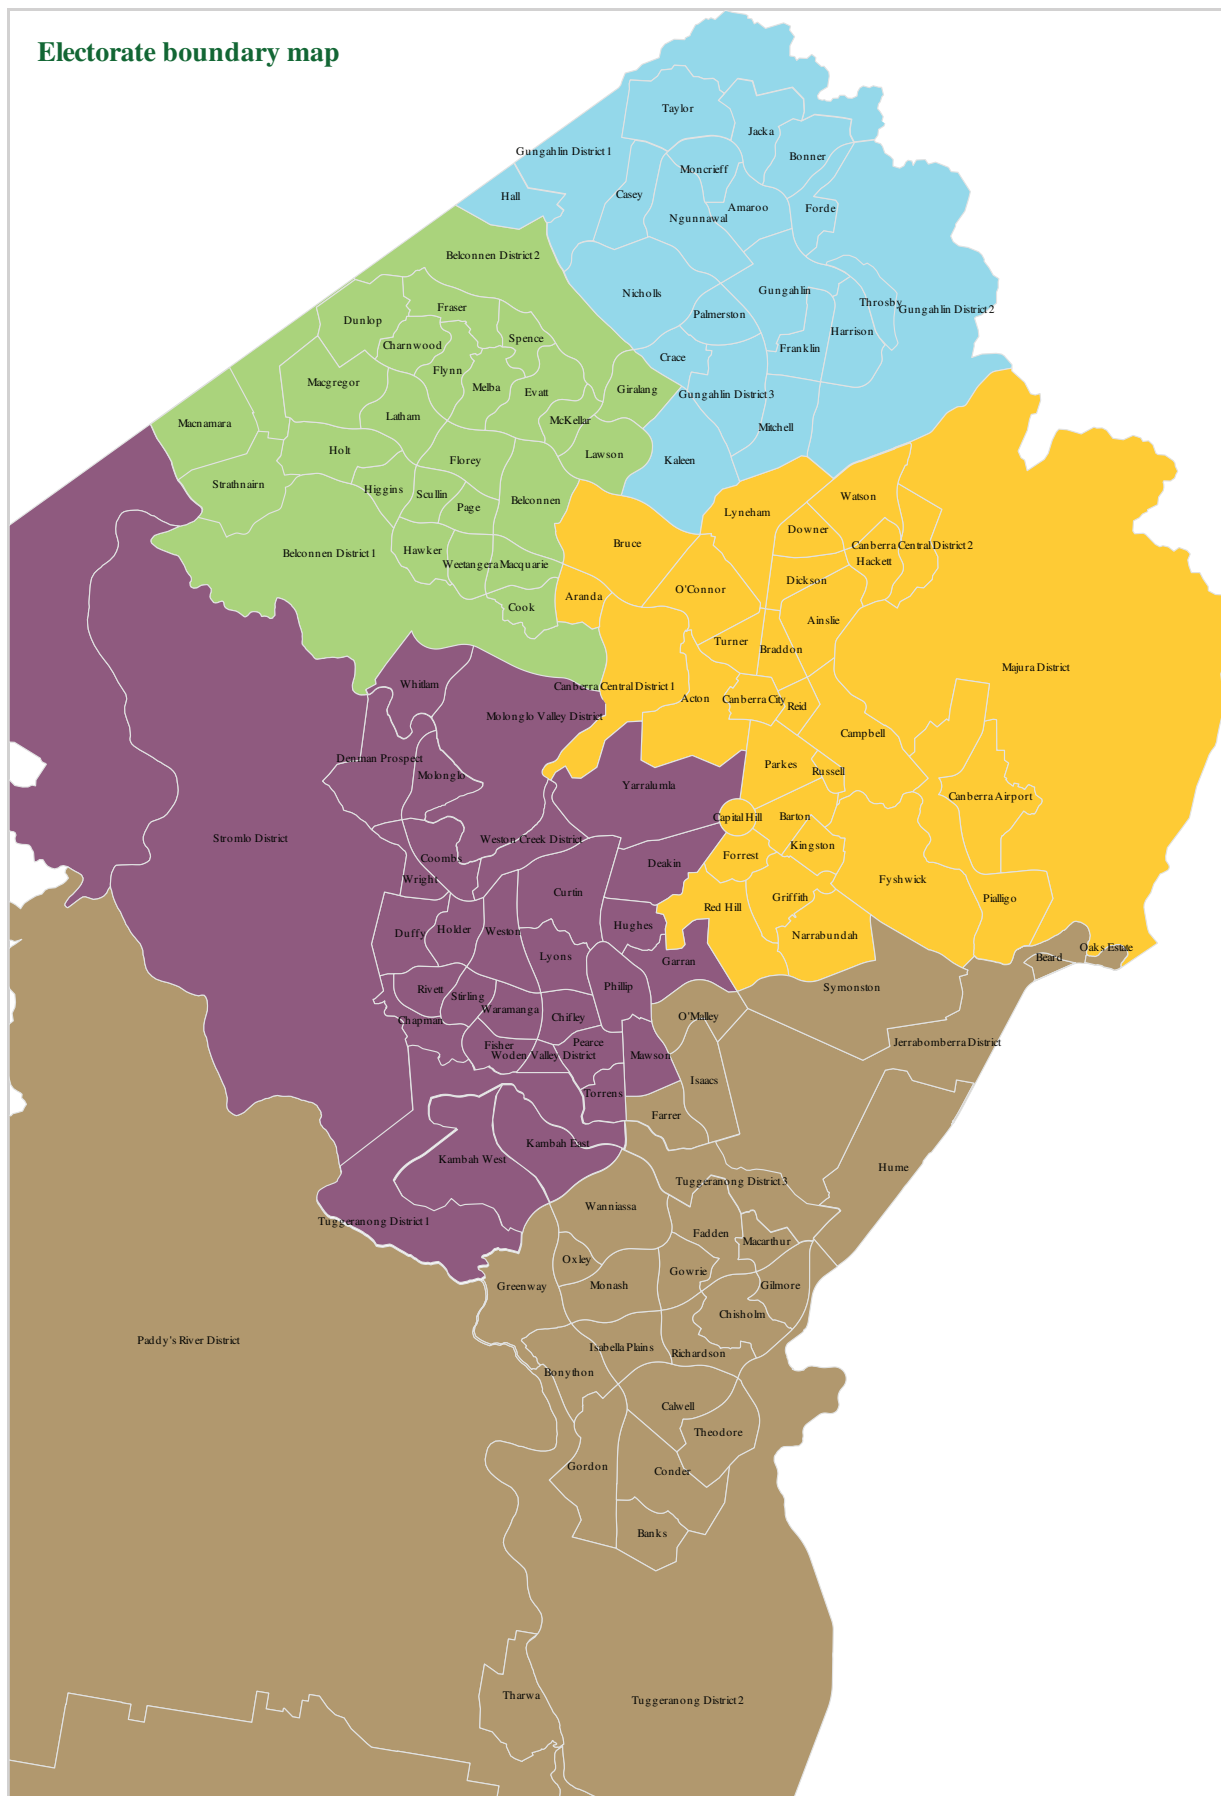 Electorate boundary map
Taylor
Jacka
Gungahlin District 1
Bonner
Moncrieff
Hall
Casey
Amaroo
Forde
Ngunnawal
Belconnen District 2
Nicholls
Gungahlin
Throsby
Gungahlin District 2
Fraser
Palmerston
Dunlop
Harrison
Spence
Charnwood
Franklin
Crace
Flynn
Macgregor
Melba
Evatt
Giralang
Gungahlin District 3
Latham
McKellar
Macnamara
Mitchell
Holt
Lawson
Florey
Kaleen
Strathnairn
Higgins
Scullin
Page
Belconnen
Watson
Lyneham
Downer
Bruce
Canberra Central District 2
Belconnen District 1
Hawker
Hackett
Weetangera
Macquarie
Dickson
O'Connor
Aranda
Cook
Ainslie
Turner
Braddon
Majura District
Whitlam
Canberra Central District 1
Acton
Canberra City
Reid
Molonglo Valley District
Campbell
Denman Prospect
Parkes
Russell
Molonglo
Yarralumla
Canberra Airport
Capital Hill
Barton
Stromlo District
Weston Creek District
Kingston
Coombs
Forrest
Deakin
Wright
Fyshwick
Curtin
Griffith
Pialligo
Red Hill
Hughes
Duffy
Holder
Weston
Narrabundah
Oaks Estate
Lyons
Beard
Garran
Rivett
Phillip
Symonston
Stirling
Waramanga
Chifley
O'Malley
Chapman
Pearce
Jerrabomberra District
Fisher
Woden Valley District
Mawson
Isaacs
Torrens
Farrer
Kambah East
Kambah West
Hume
Tuggeranong District 3
Wanniassa
Tuggeranong District 1
Fadden
Macarthur
Oxley
Gowrie
Greenway
Monash
Gilmore
Chisholm
Paddy's River District
Isabella Plains
Richardson
Bonython
Calwell
Theodore
Gordon
Conder
Banks
Tharwa
Tuggeranong District 2